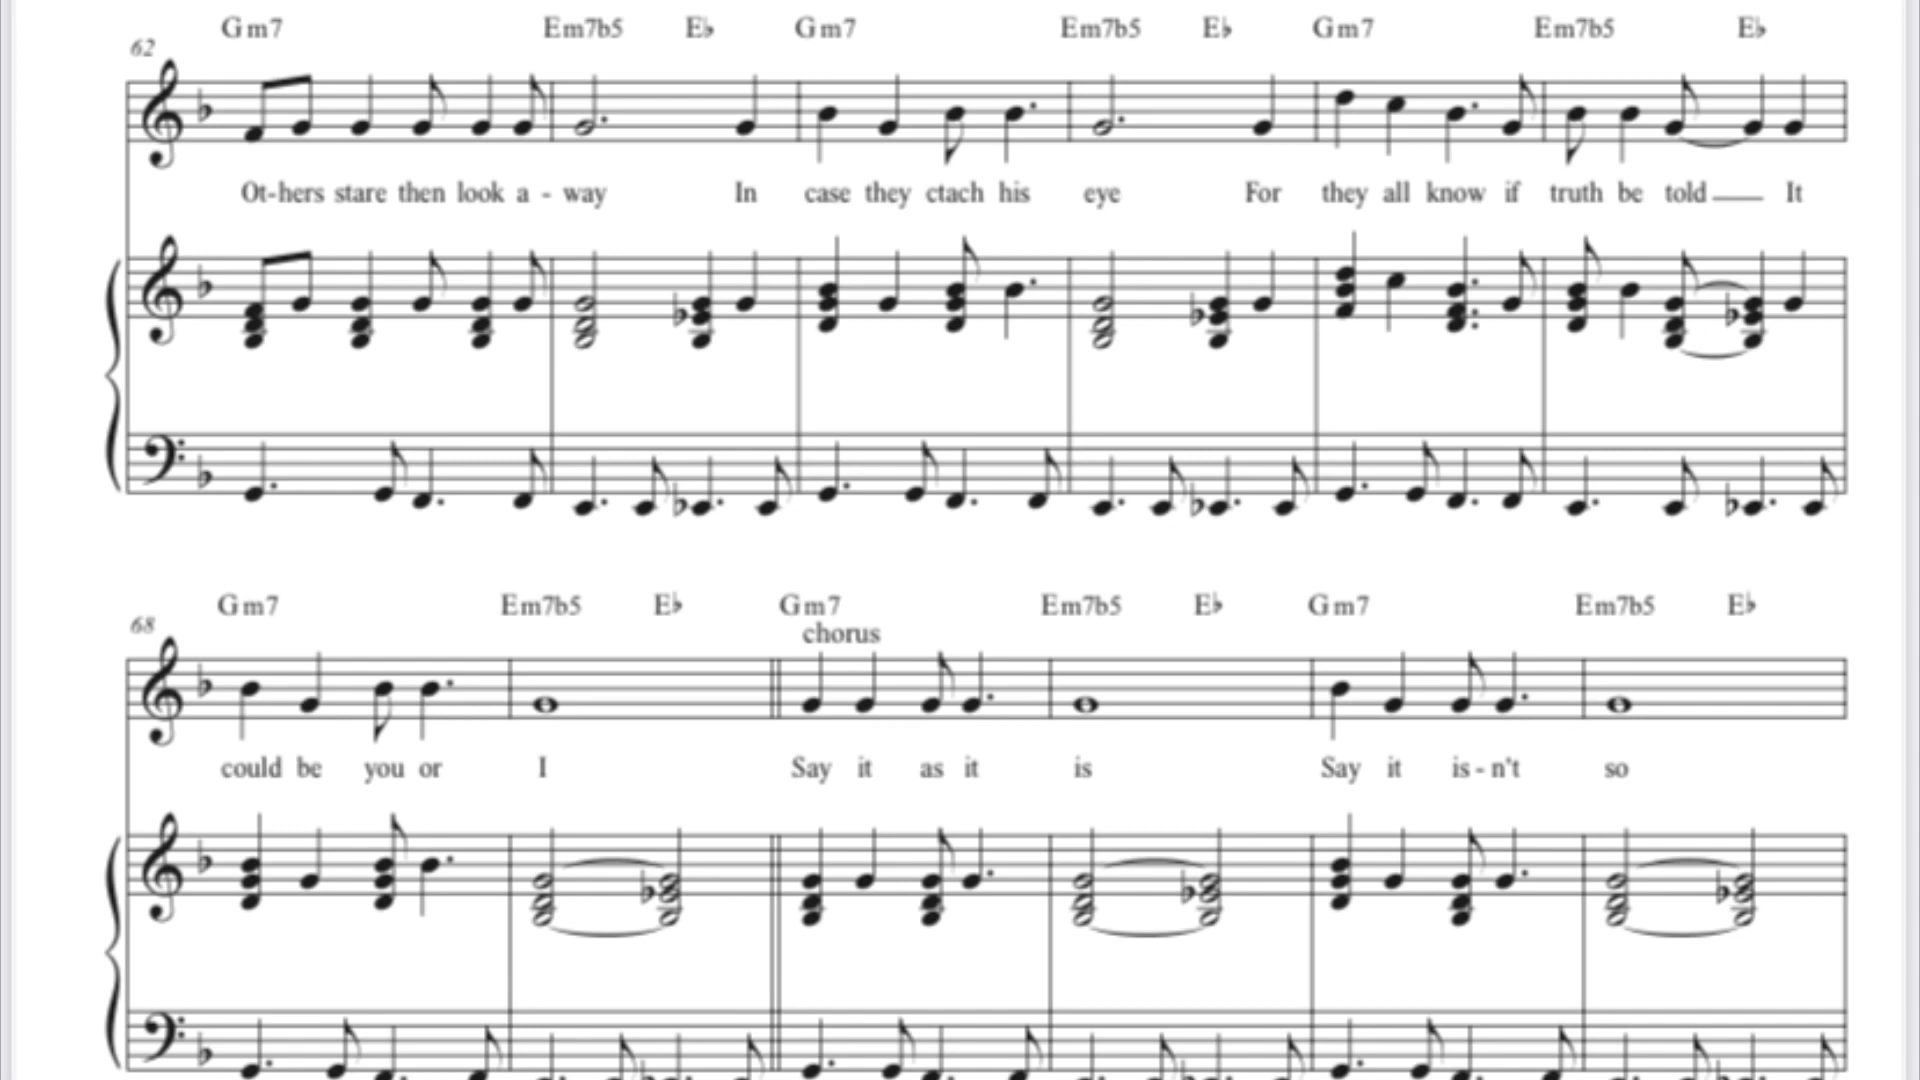 Gm7 Em7b5 E♭ Gm7 Em7b5 E♭ Gm7 Em7b5 E♭
62
Ot-hers stare then look a - way In case they ctach his eye For they all know if truth be told It
Gm7 Em7b5 E♭ Gm7 Em7b5 E♭ Gm7 Em7b5 E♭
68
chorus
could be you or I Say it as it is Say it is - n't so